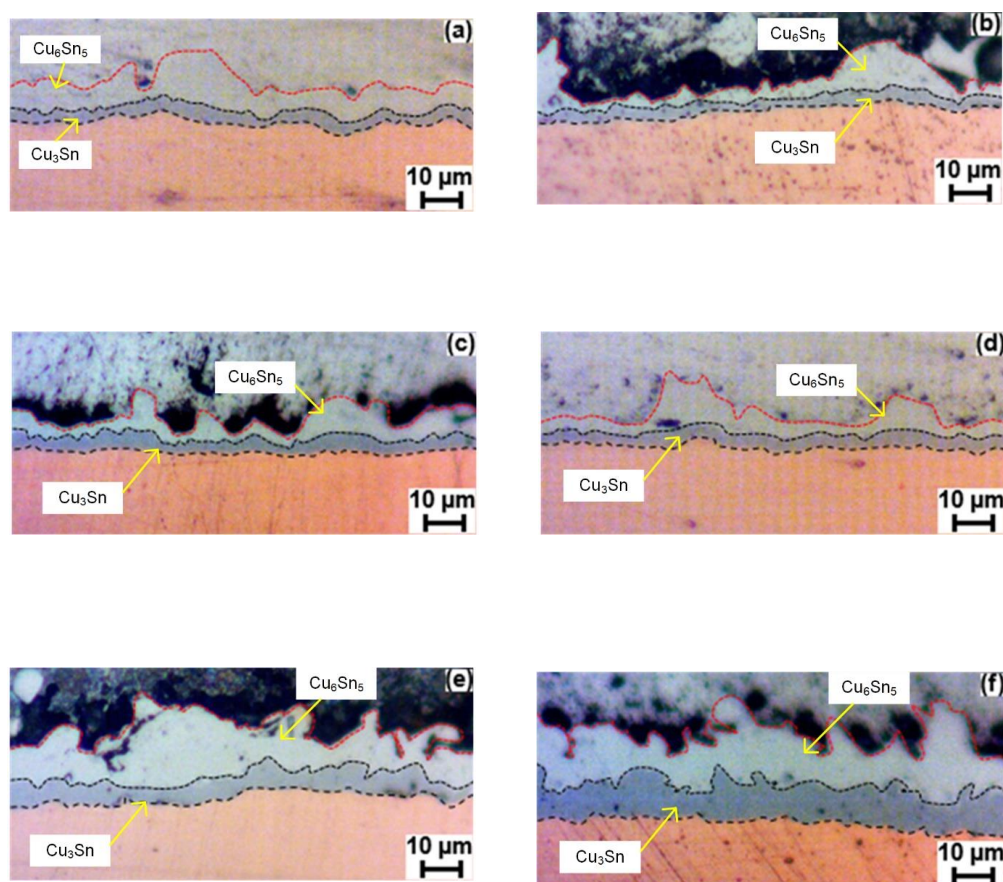 (a)
Cu₆Sn₅
Cu₃Sn
10 µm
(b)
Cu₆Sn₅
Cu₃Sn
10 µm
(c)
Cu₆Sn₅
Cu₃Sn
10 µm
(d)
Cu₆Sn₅
Cu₃Sn
10 µm
(e)
Cu₆Sn₅
Cu₃Sn
10 µm
(f)
Cu₆Sn₅
Cu₃Sn
10 µm